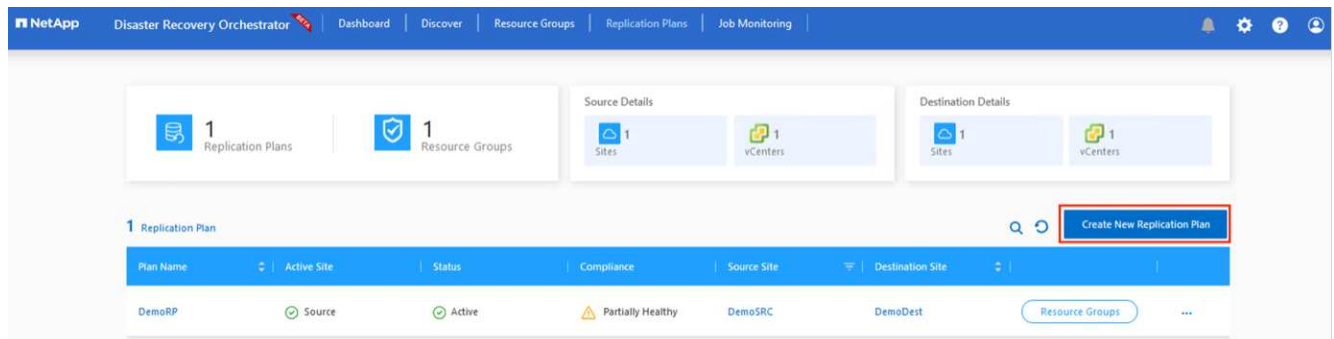 NetApp Disaster Recovery Orchestrator BETA Dashboard Discover Resource Groups Replication Plans Job Monitoring
Source Details Destination Details
1 Replication Plans
1 Resource Groups
1 Sites
1 vCenters
1 Sites
1 vCenters
1 Replication Plan Create New Replication Plan
Plan Name Active Site Status Compliance Source Site Destination Site
DemoRP Source Active Partially Healthy DemoSRC DemoDest Resource Groups ...